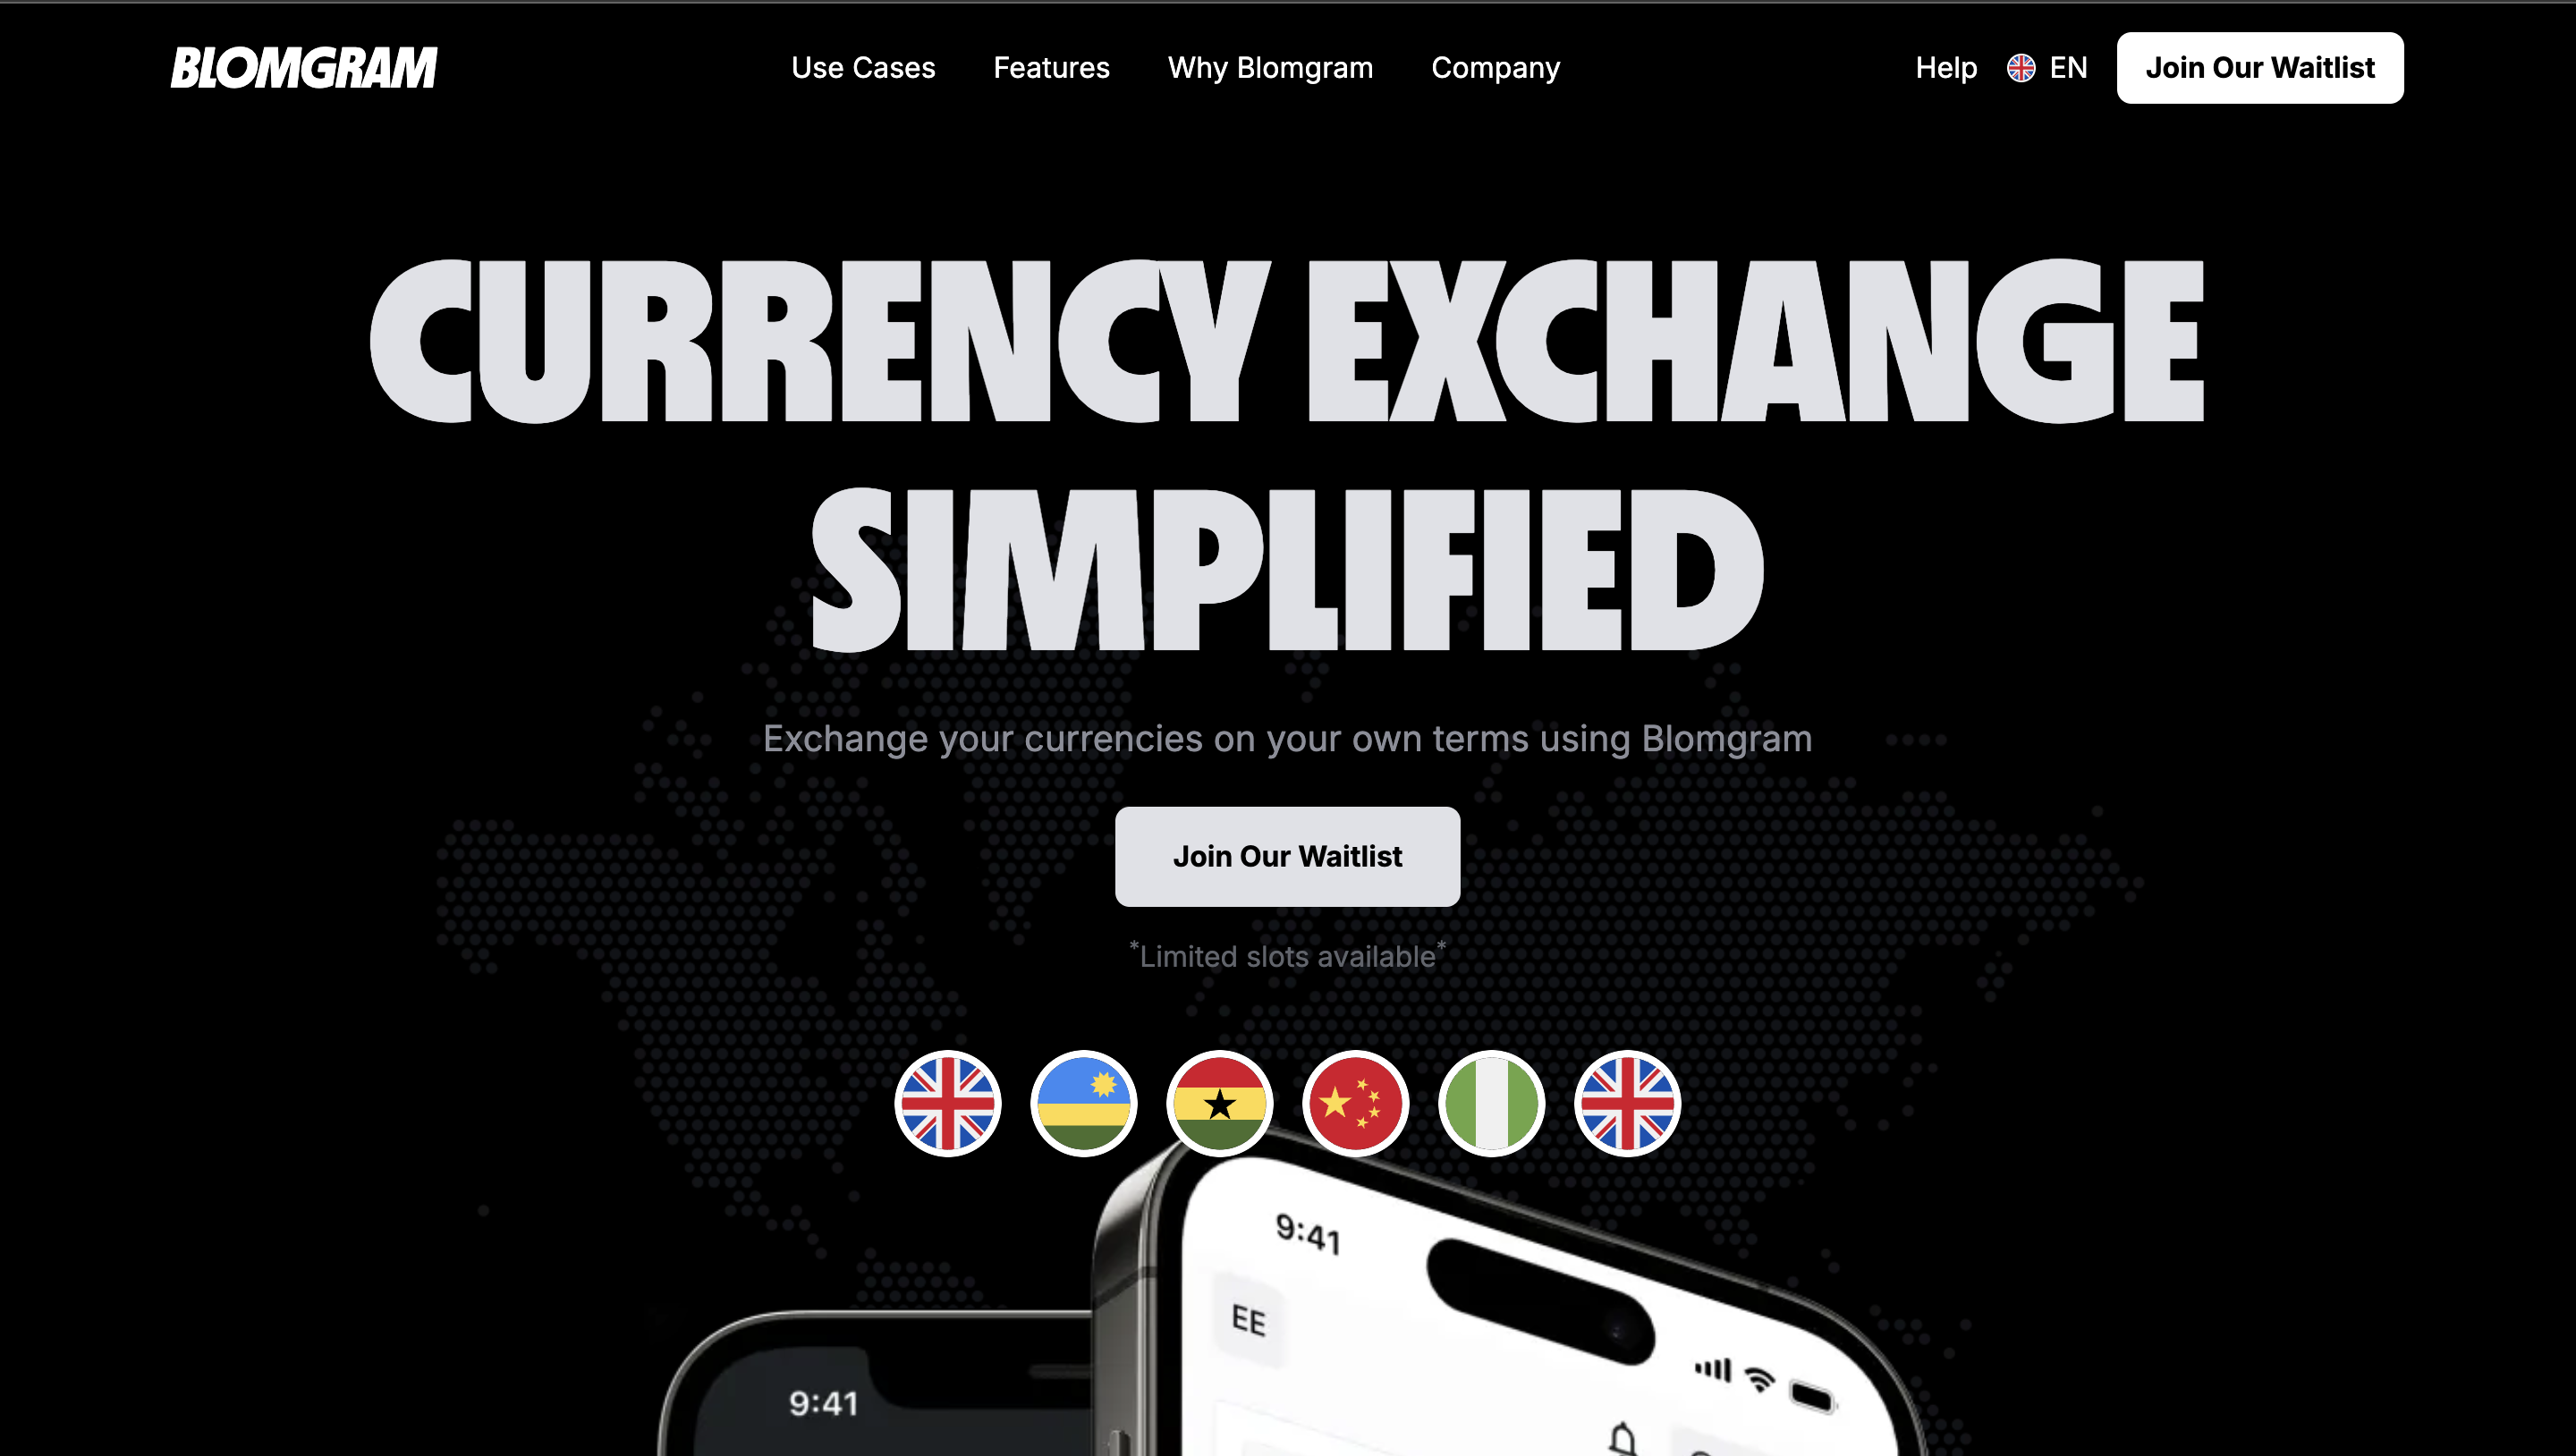 BLOMGRAM
Use Cases
Features
Why Blomgram
Company
Help
EN
Join Our Waitlist
CURRENCY EXCHANGE
SIMPLIFIED
Exchange your currencies on your own terms using Blomgram
Join Our Waitlist
*Limited slots available*
9:41
EE
9:41